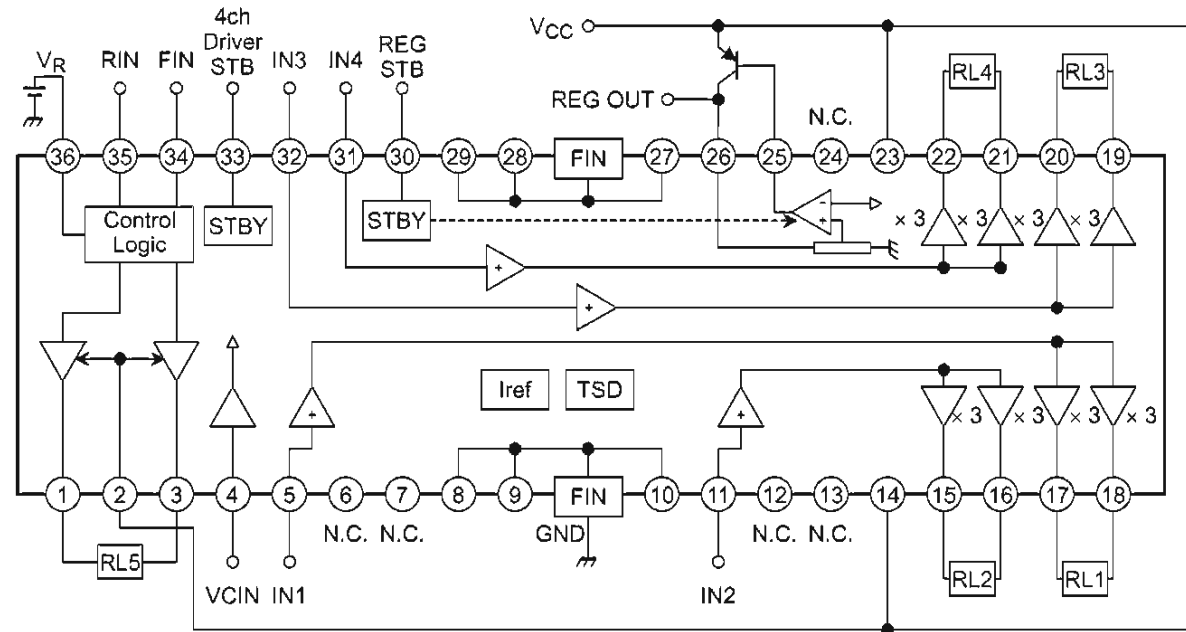 4ch
Driver
STB
REG
STB
VCC
VR
RIN
FIN
IN3
IN4
REG OUT
N.C.
RL4
RL3
36
35
34
33
32
31
30
29
28
FIN
27
26
25
24
23
22
21
20
19
Control
Logic
STBY
STBY
- 
+
× 3
× 3
× 3
× 3
+
+
Iref
TSD
+
+
× 3
× 3
× 3
× 3
1
2
3
4
5
6
7
8
9
FIN
10
11
12
13
14
15
16
17
18
N.C.
N.C.
GND
N.C.
N.C.
RL5
VCIN
IN1
IN2
RL2
RL1